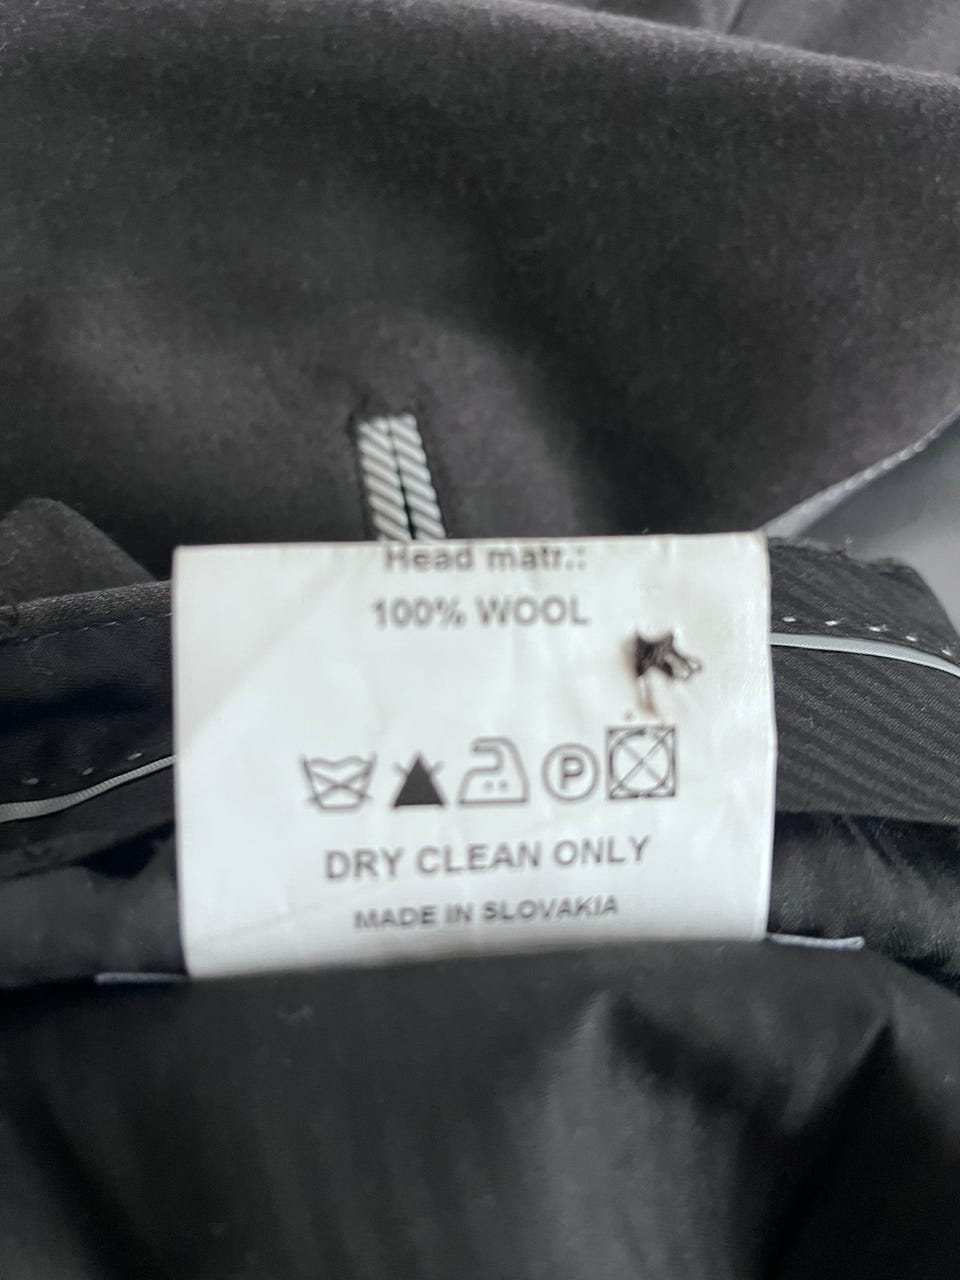 Head matr.:
100% WOOL
P
DRY CLEAN ONLY
MADE IN SLOVAKIA